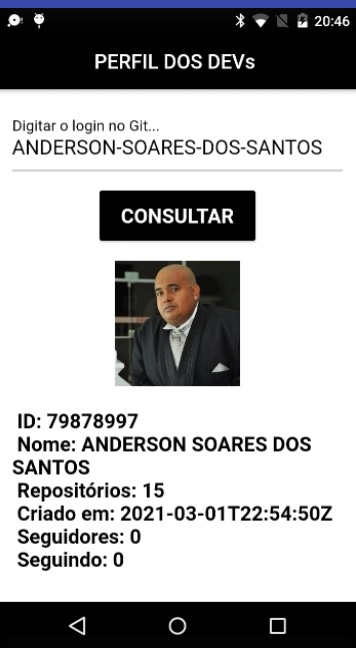 20:46
PERFIL DOS DEVs
Digitar o login no Git...
ANDERSON-SOARES-DOS-SANTOS
CONSULTAR
ID: 79878997
Nome: ANDERSON SOARES DOS
SANTOS
Repositórios: 15
Criado em: 2021-03-01T22:54:50Z
Seguidores: 0
Seguindo: 0